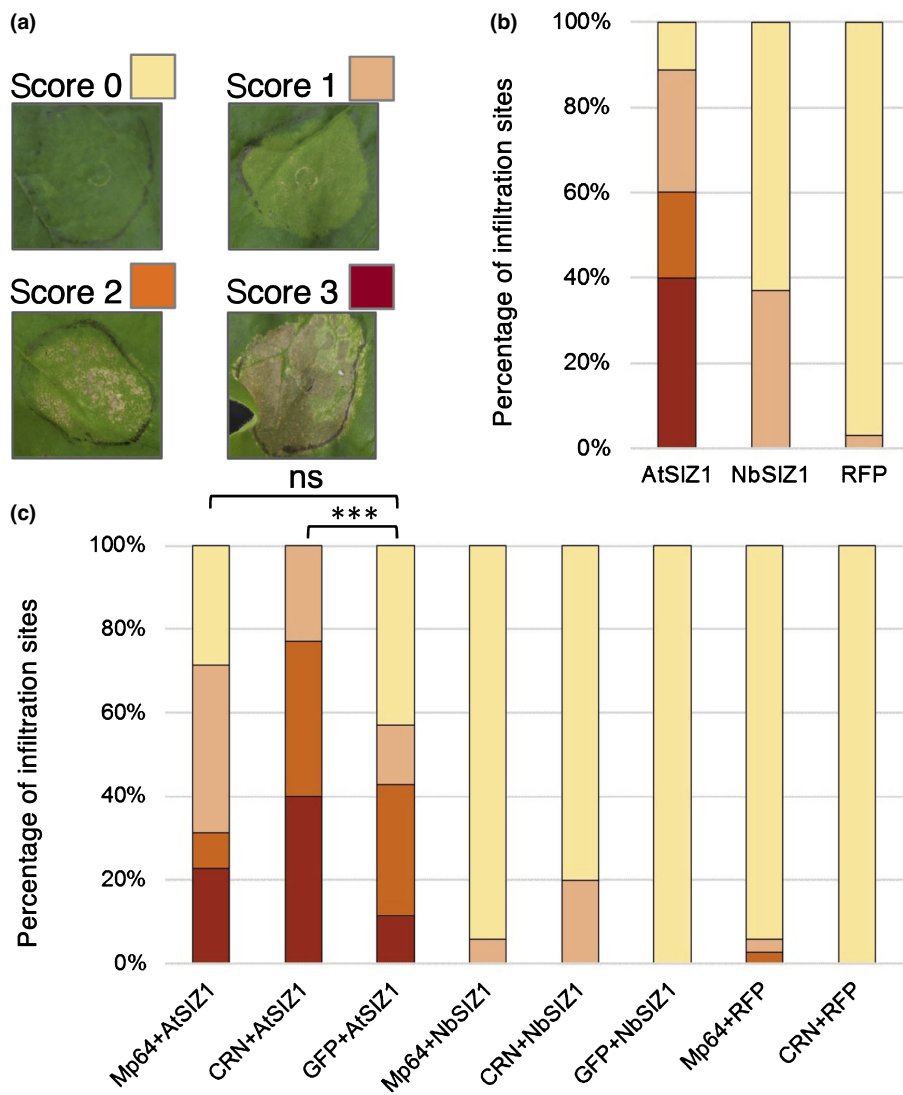 (a)
Score 0
Score 1
Score 2
Score 3
(b)
Percentage of infiltration sites
100%
80%
60%
40%
20%
0%
AtSIZ1 NbSIZ1 RFP
(c)
ns
***
Percentage of infiltration sites
100%
80%
60%
40%
20%
0%
Mp64+AtSIZ1
CRN+AtSIZ1
GFP+AtSIZ1
Mp64+NbSIZ1
CRN+NbSIZ1
GFP+NbSIZ1
Mp64+RFP
CRN+RFP